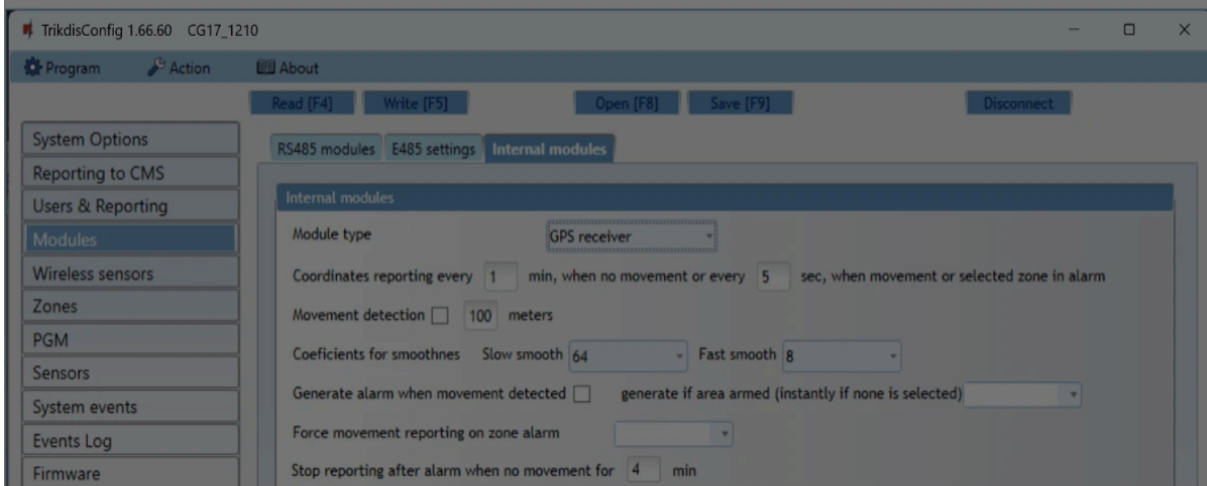 TrikdisConfig 1.66.60 CG17_1210
Program Action About
Read [F4] Write [F5] Open [F8] Save [F9] Disconnect
System Options
Reporting to CMS
Users & Reporting
Modules
Wireless sensors
Zones
PGM
Sensors
System events
Events Log
Firmware
RS485 modules E485 settings Internal modules
Internal modules
Module type GPS receiver
Coordinates reporting every 1 min, when no movement or every 5 sec, when movement or selected zone in alarm
Movement detection 100 meters
Coeficients for smoothnes Slow smooth 64 Fast smooth 8
Generate alarm when movement detected generate if area armed (instantly if none is selected)
Force movement reporting on zone alarm
Stop reporting after alarm when no movement for 4 min